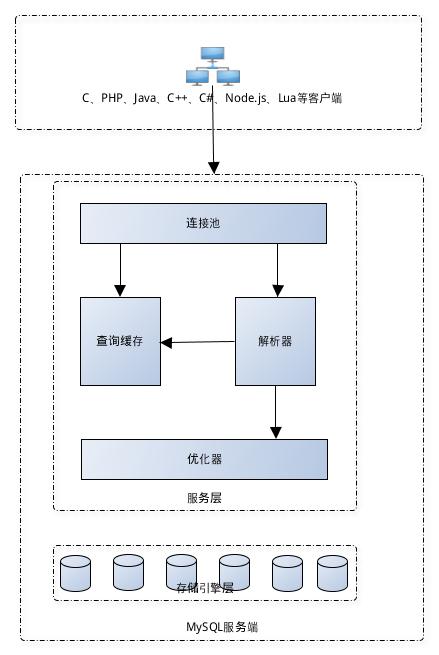 C、PHP、Java、C++、C#、Node.js、Lua等客户端
连接池
查询缓存
解析器
优化器
服务层
存储引擎层
MySQL服务端